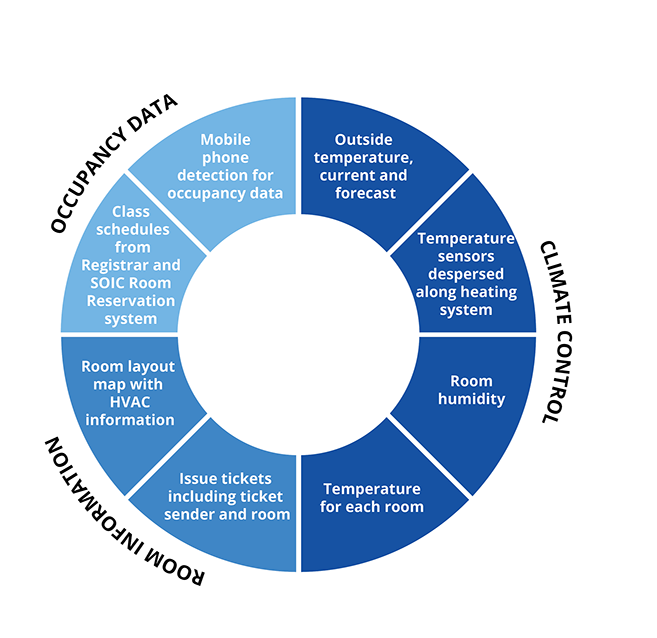 OCCUPANCY DATA
Mobile
phone
detection for
occupancy data
Class
schedules
from
Registrar and
SOIC Room
Reservation
system
CLIMATE CONTROL
Outside
temperature,
current and
forecast
Temperature
sensors
despersed
along heating
system
Room
humidity
Temperature
for each room
ROOM INFORMATION
Room layout
map with
HVAC
information
Issue tickets
including ticket
sender and room